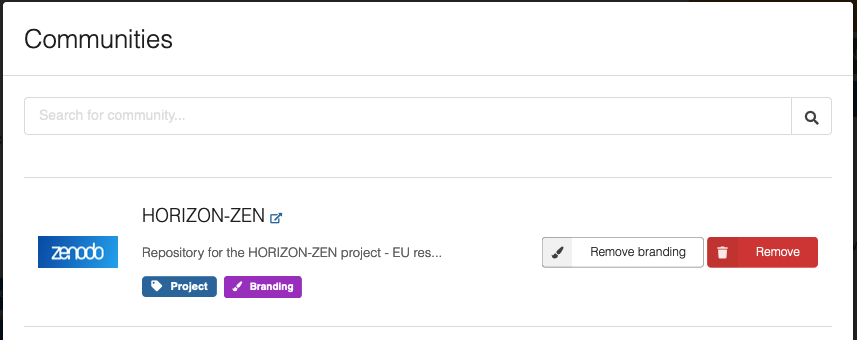 Communities
Search for community...
HORIZON-ZEN
zenodo
Repository for the HORIZON-ZEN project - EU res...
Remove branding
Remove
Project
Branding